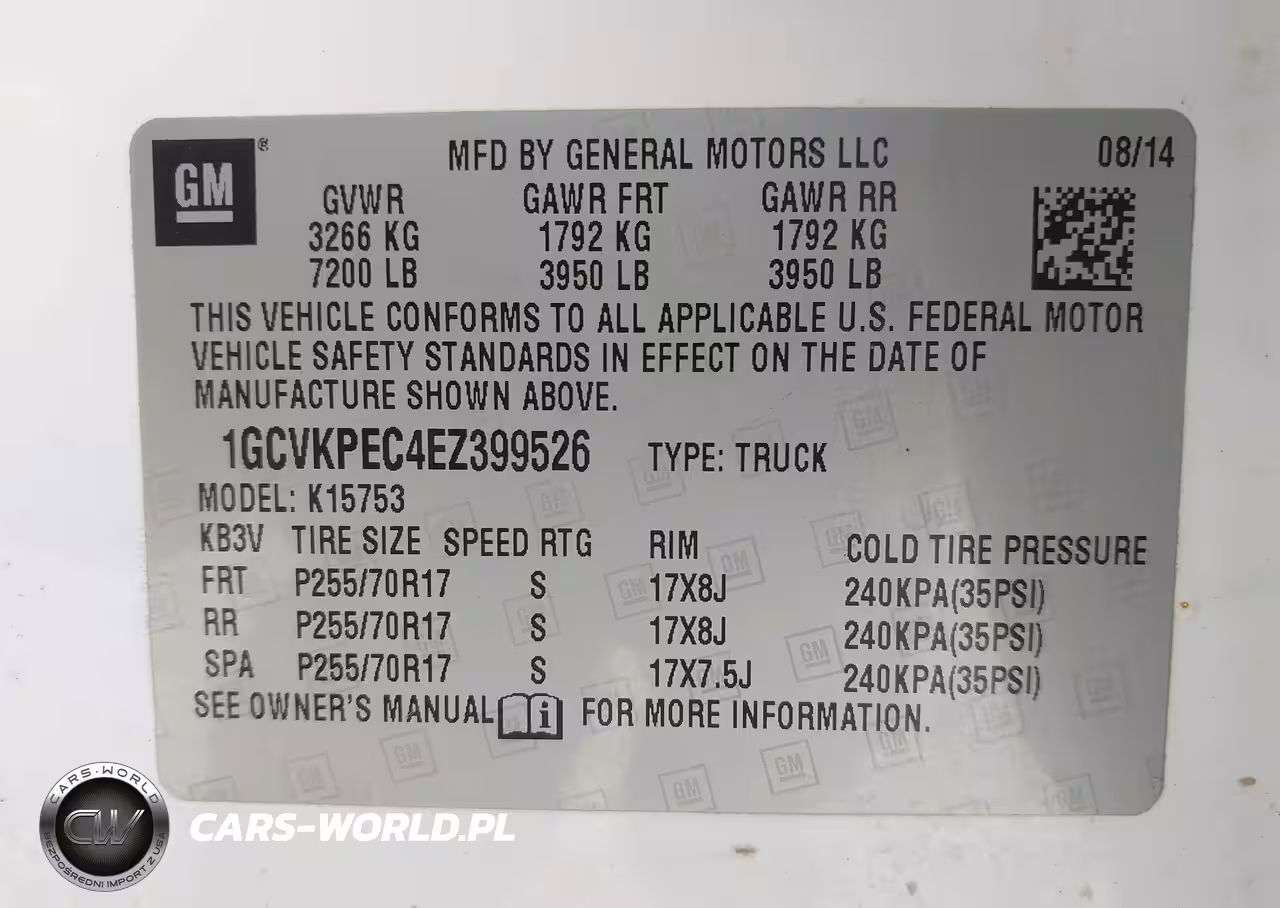 GM ®
MFD BY GENERAL MOTORS LLC 08/14
GVWR GAWR FRT GAWR RR
3266 KG 1792 KG 1792 KG
7200 LB 3950 LB 3950 LB
THIS VEHICLE CONFORMS TO ALL APPLICABLE U.S. FEDERAL MOTOR
VEHICLE SAFETY STANDARDS IN EFFECT ON THE DATE OF
MANUFACTURE SHOWN ABOVE.
1GCVKPEC4EZ399526 TYPE: TRUCK
MODEL: K15753
KB3V TIRE SIZE SPEED RTG RIM COLD TIRE PRESSURE
FRT P255/70R17 S 17X8J 240KPA(35PSI)
RR P255/70R17 S 17X8J 240KPA(35PSI)
SPA P255/70R17 S 17X7.5J 240KPA(35PSI)
SEE OWNER'S MANUAL i FOR MORE INFORMATION.
CARS-WORLD
CW
BEZPOŚREDNI IMPORT Z USA
CARS-WORLD.PL